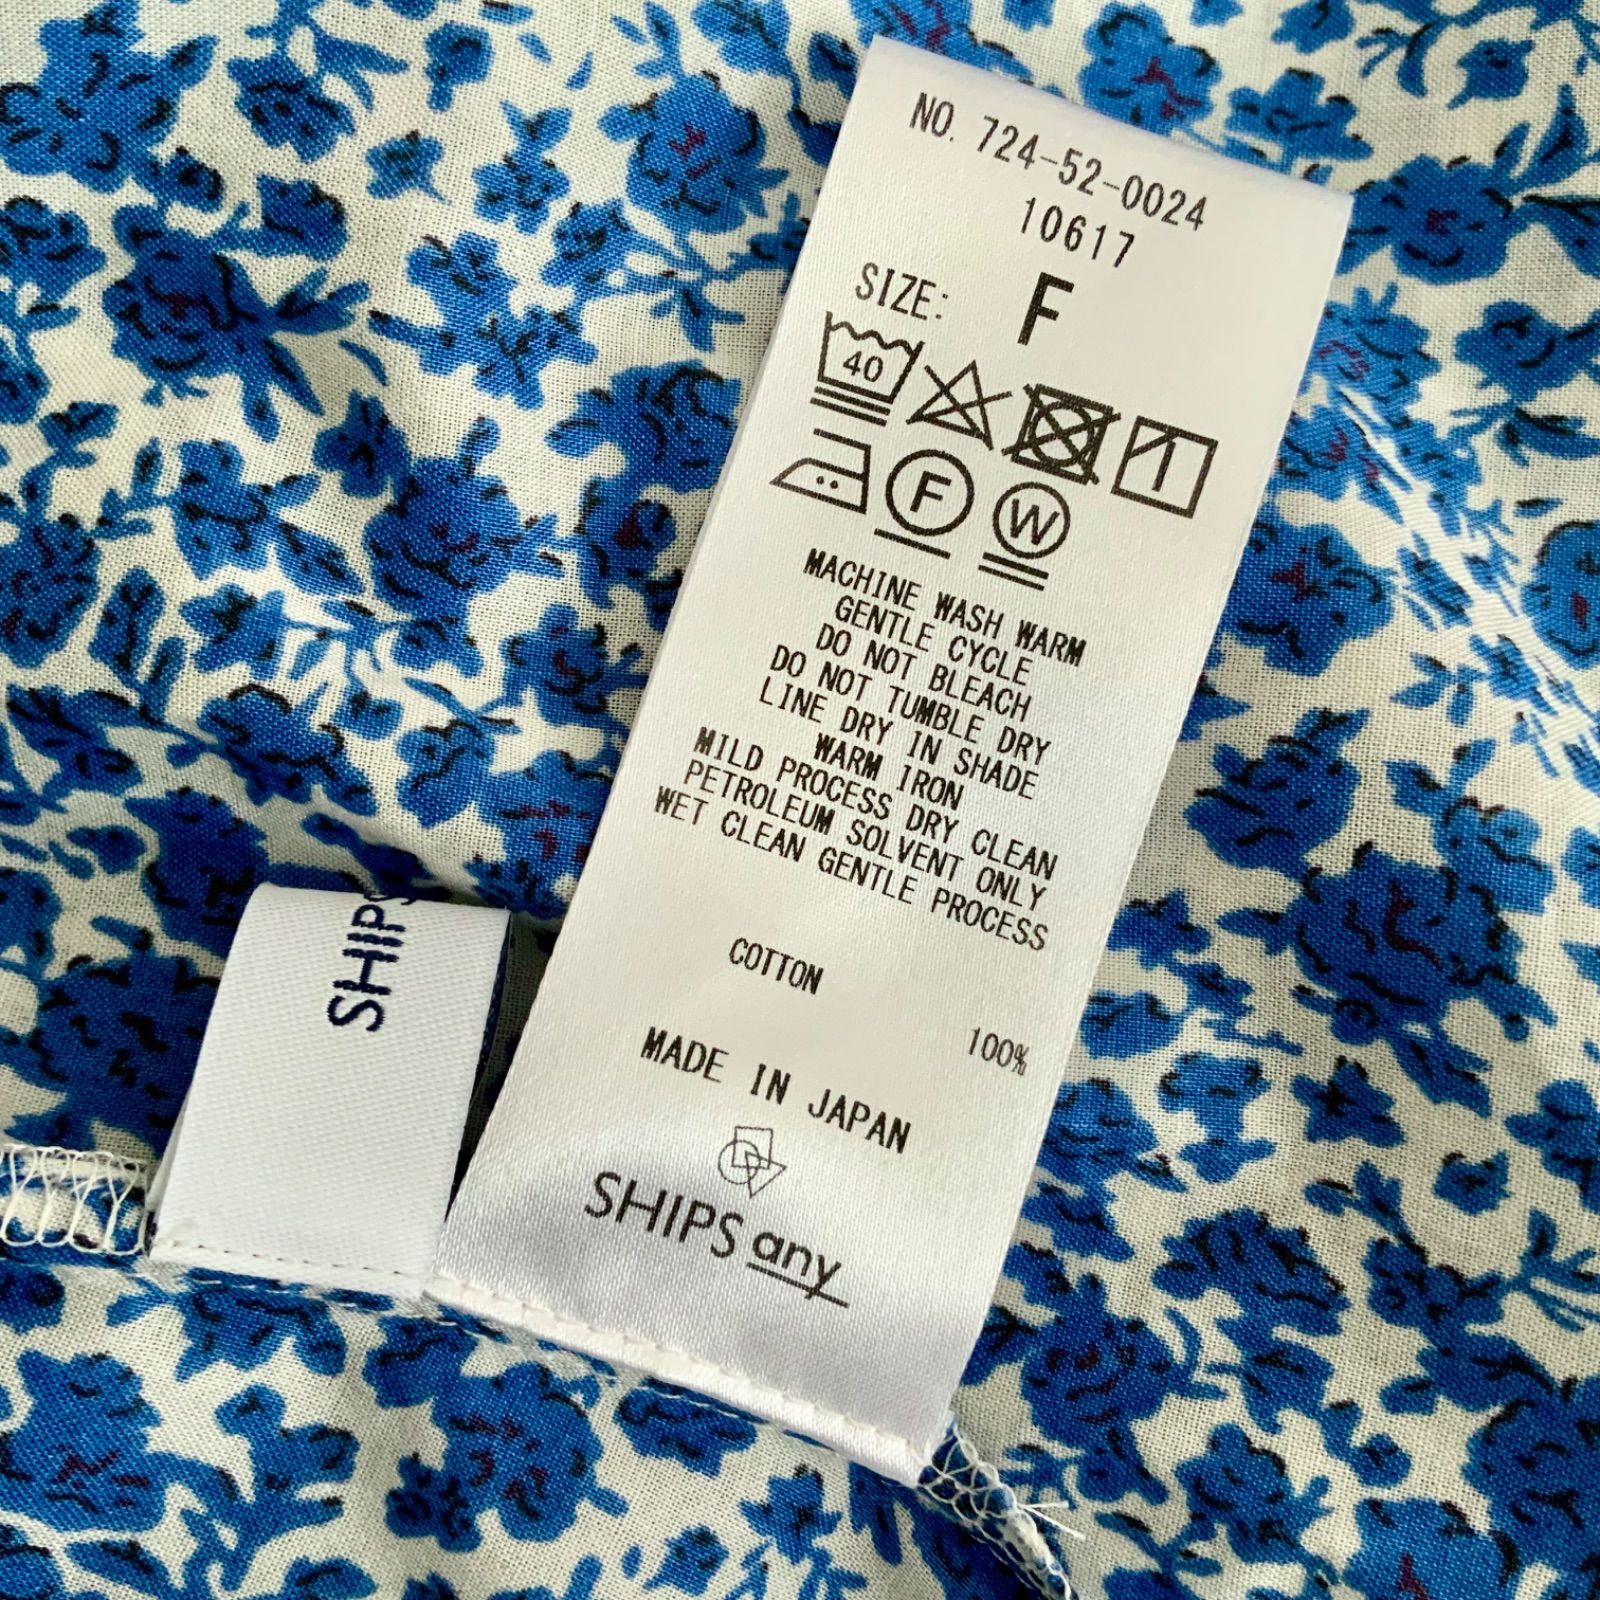 NO. 724-52-0024
10617
SIZE: F
40
F W
MACHINE WASH WARM
GENTLE CYCLE
DO NOT BLEACH
DO NOT TUMBLE DRY
LINE DRY IN SHADE
WARM IRON
MILD PROCESS DRY CLEAN
PETROLEUM SOLVENT ONLY
WET CLEAN GENTLE PROCESS
COTTON 100%
MADE IN JAPAN
SHIPS any
SHIPS